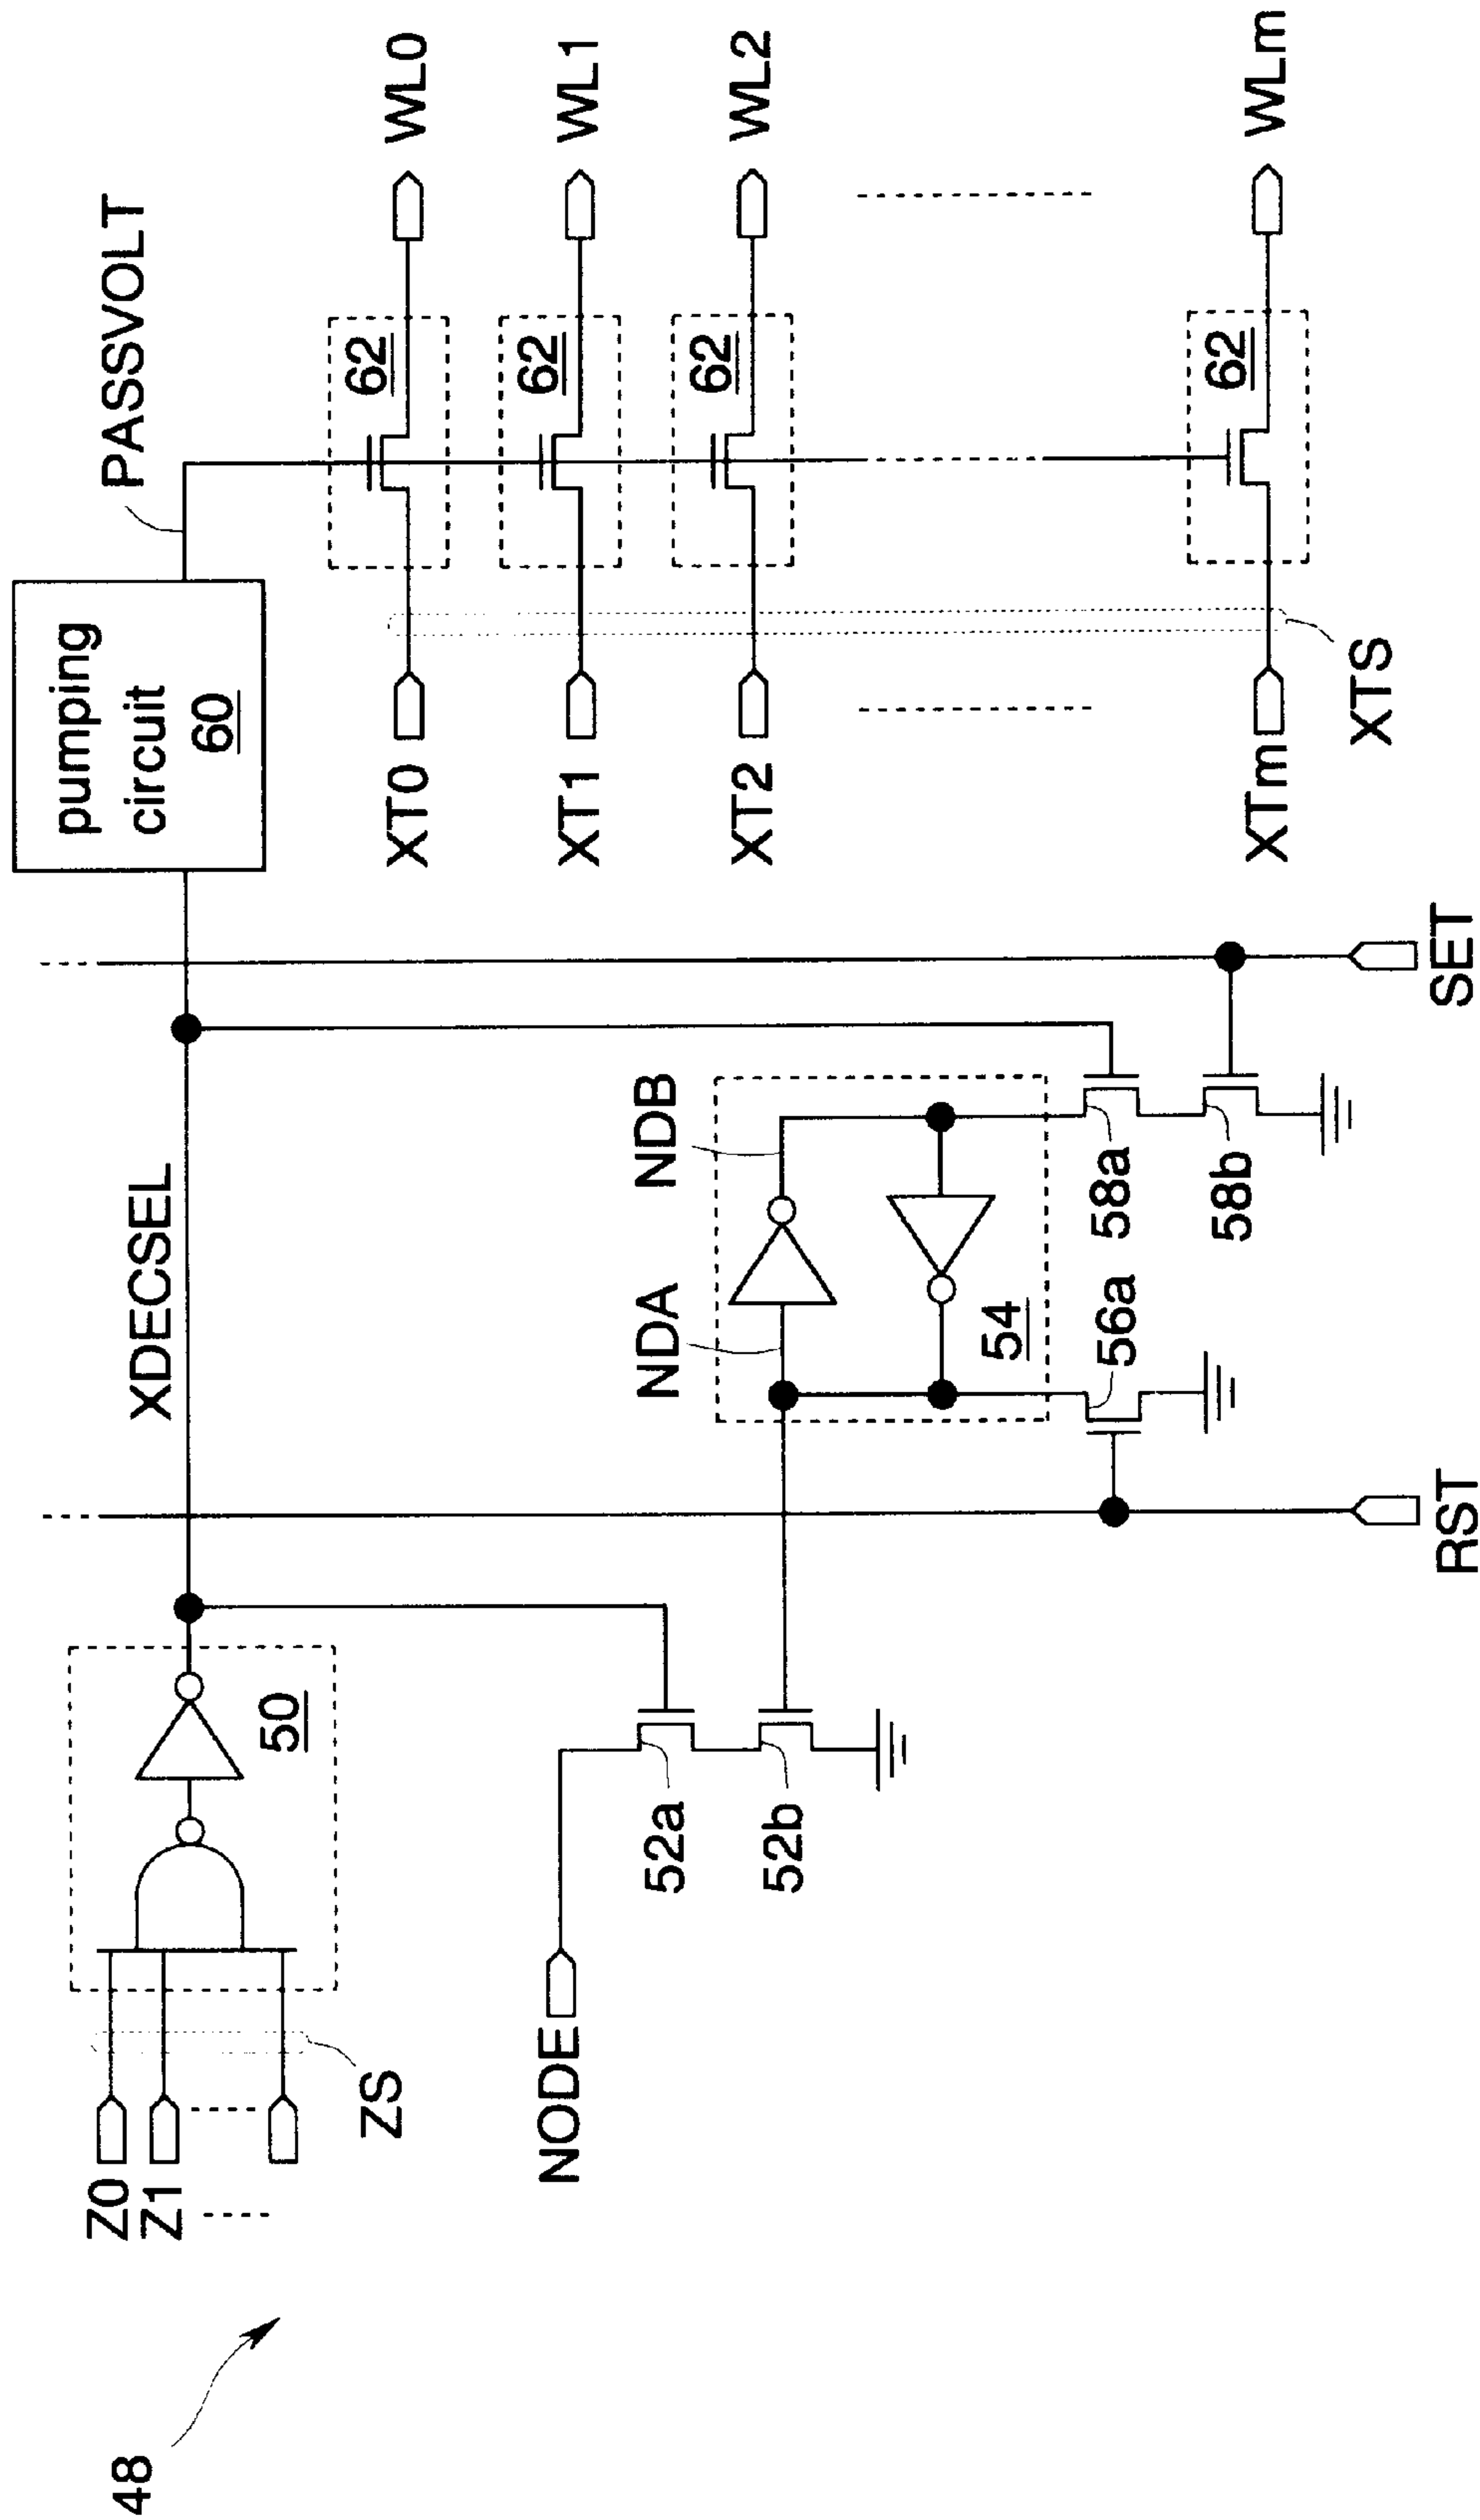 48
Z0
Z1
ZS
50
XDECSEL
pumping
circuit
60
PASSVOLT
NODE
52a
52b
NDA
NDB
54
56a
58a
58b
RST
SET
XT0
XT1
XT2
XTm
XTS
62
62
62
62
WL0
WL1
WL2
WLm